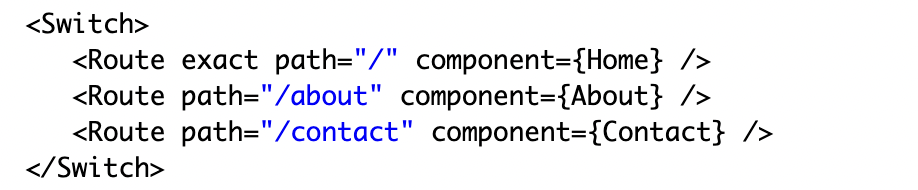 <Switch>
<Route exact path="/" component={Home} />
<Route path="/about" component={About} />
<Route path="/contact" component={Contact} />
</Switch>